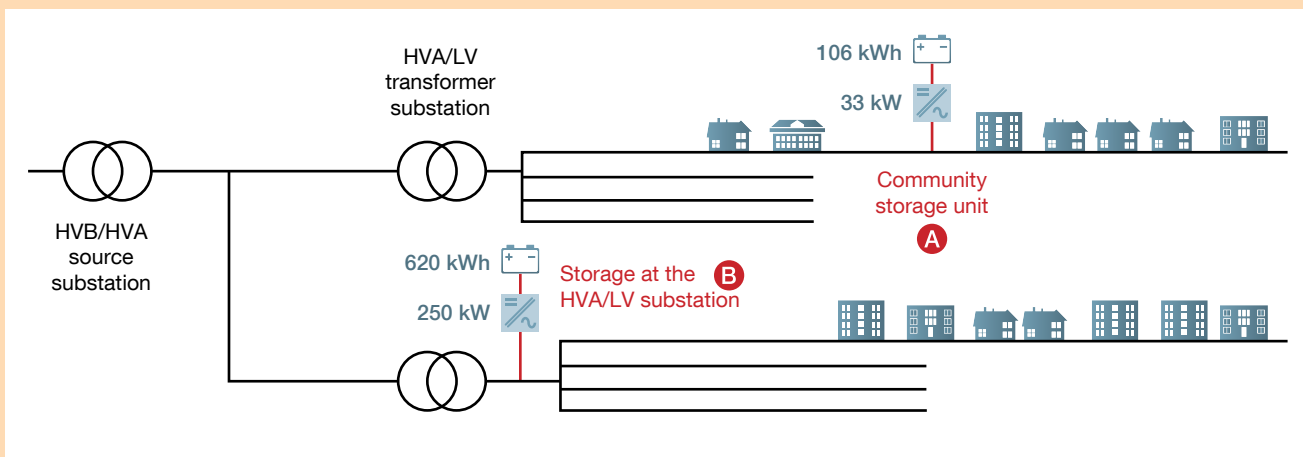 HVA/LV
transformer
substation
106 kWh
33 kW
Community
storage unit
A
HVB/HVA
source
substation
620 kWh
250 kW
Storage at the B
HVA/LV substation